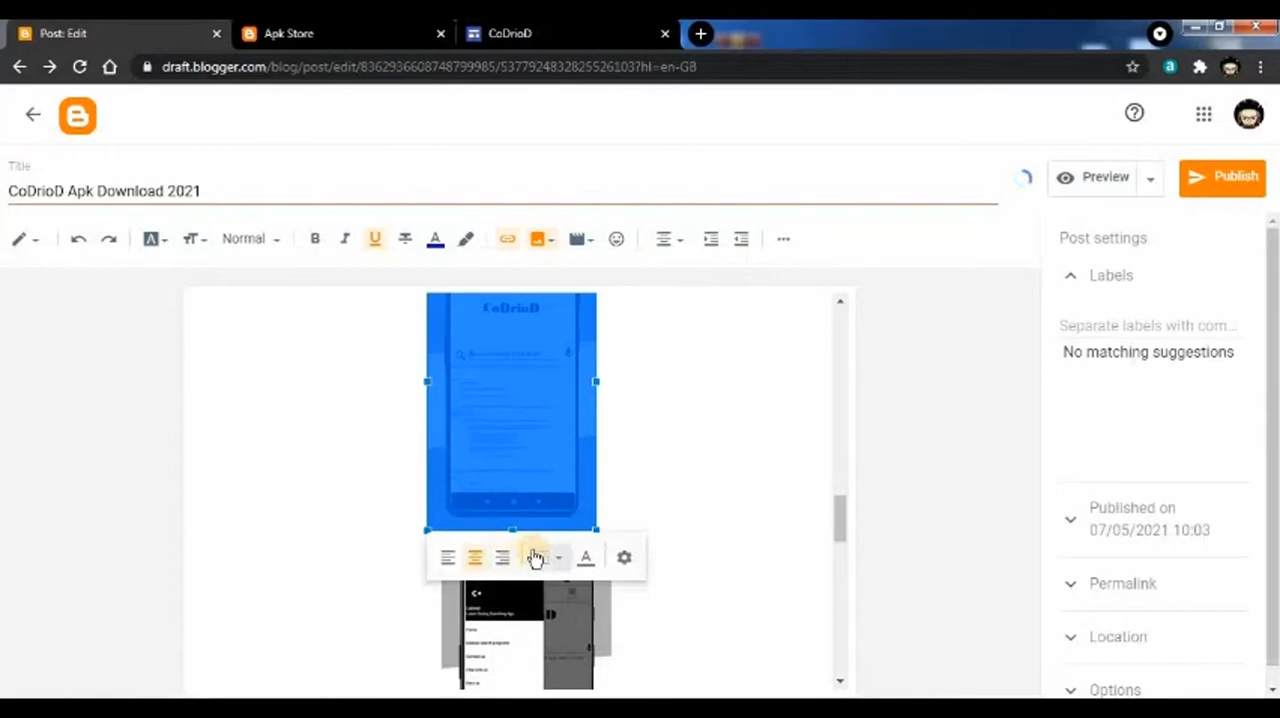 Post: Edit
Apk Store
CoDrioD
draft.blogger.com/blog/post/edit/8362936608748799985/5377924832825526103?hl=en-GB
Title
CoDrioD Apk Download 2021
Preview
Publish
Normal
Post settings
Labels
Separate labels with com...
No matching suggestions
CoDrioD
Published on
07/05/2021 10:03
Permalink
Location
Options